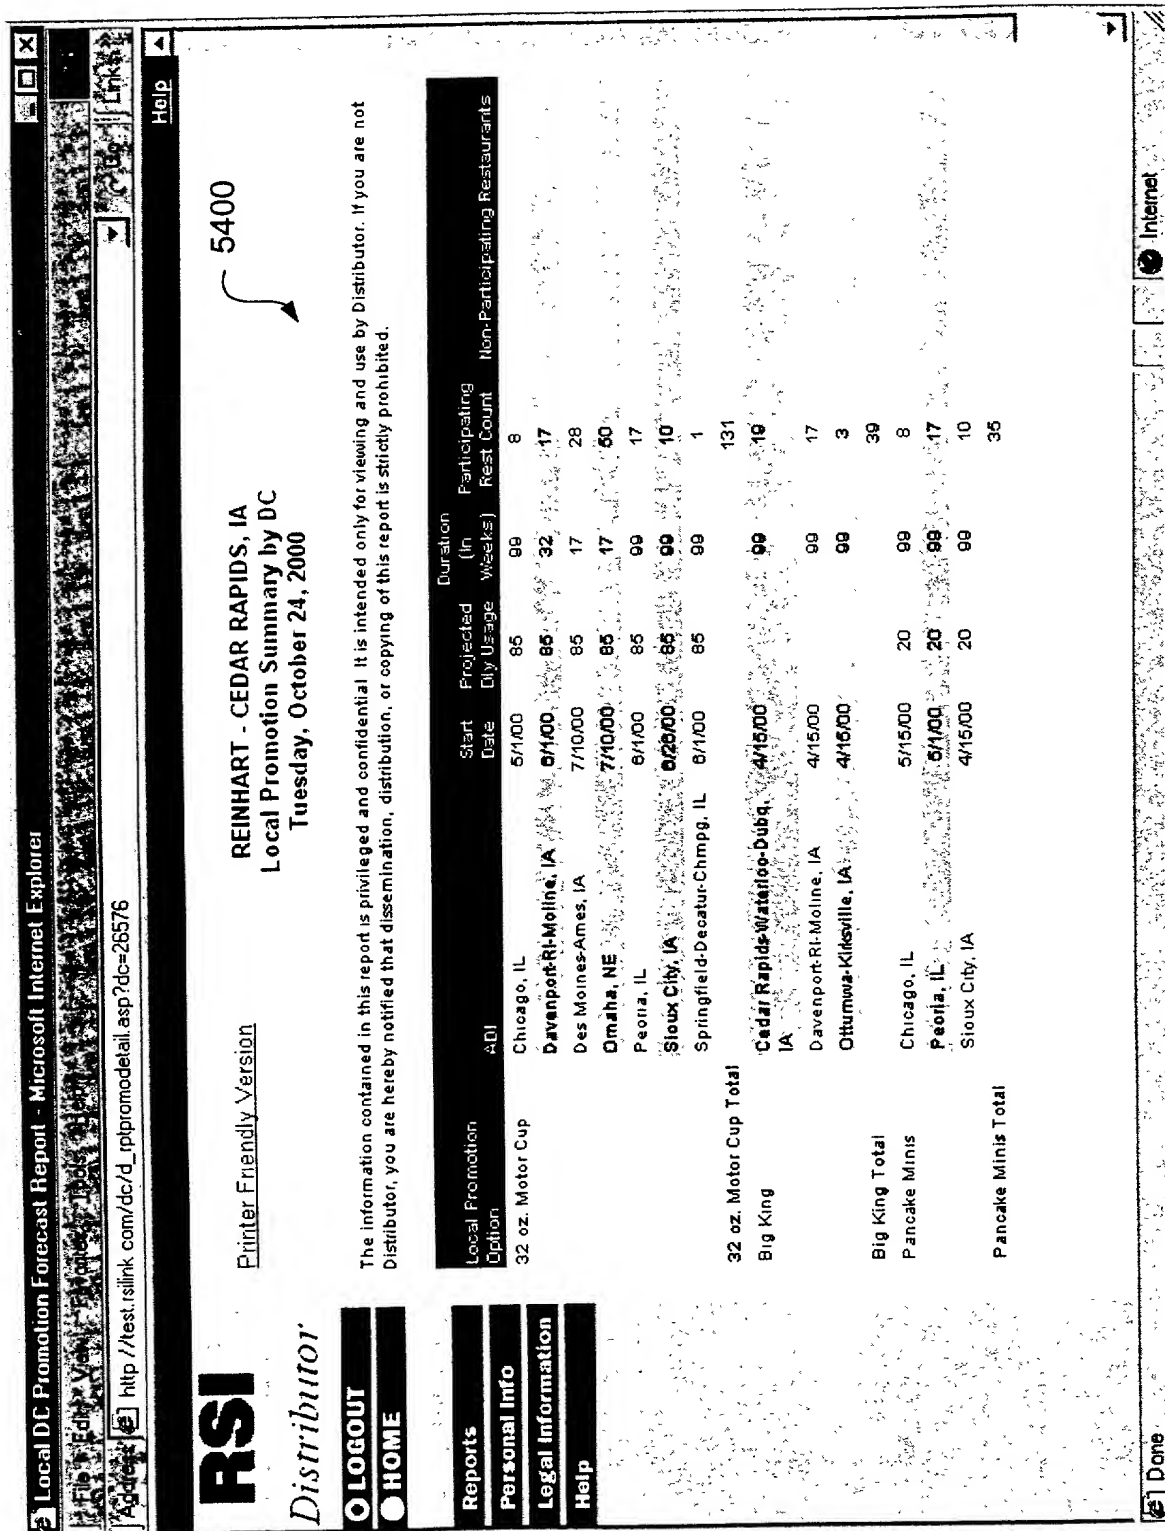 Local DC Promotion Forecast Report - Microsoft Internet Explorer
File Edit View Favorites Tools Help
Address http://test.rsilink.com/dc/d_rptpromodetail.asp?dc=26576 Go Links
Help
RSI
Distributor
LOGOUT
HOME
Reports
Personal Info
Legal Information
Help
Printer Friendly Version
REINHART - CEDAR RAPIDS, IA
Local Promotion Summary by DC
Tuesday, October 24, 2000
5400
The information contained in this report is privileged and confidential It is intended only for viewing and use by Distributor. If you are not
Distributor, you are hereby notified that dissemination, distribution, or copying of this report is strictly prohibited.
Local Promotion Option ADI Start Date Projected Dly Usage Duration (In Weeks) Participating Rest Count Non-Participating Restaurants
32 oz. Motor Cup Chicago, IL 5/1/00 85 99 8
Davenport-RI-Moline, IA 6/1/00 85 32 17
Des Moines-Ames, IA 7/10/00 85 17 28
Omaha, NE 7/10/00 85 17 50
Peoria, IL 6/1/00 85 99 17
Sioux City, IA 6/26/00 85 99 10
Springfield-Decatur-Chmpg, IL 6/1/00 85 99 1
32 oz. Motor Cup Total 131
Big King Cedar Rapids-Waterloo-Dubq, 4/15/00 99 19
IA
Davenport-RI-Moline, IA 4/15/00 99 17
Ottumwa-Kirksville, IA 4/15/00 99 3
Big King Total 39
Pancake Minis Chicago, IL 5/15/00 20 99 8
Peoria, IL 6/1/00 20 99 17
Sioux City, IA 4/15/00 20 99 10
Pancake Minis Total 35
Done Internet